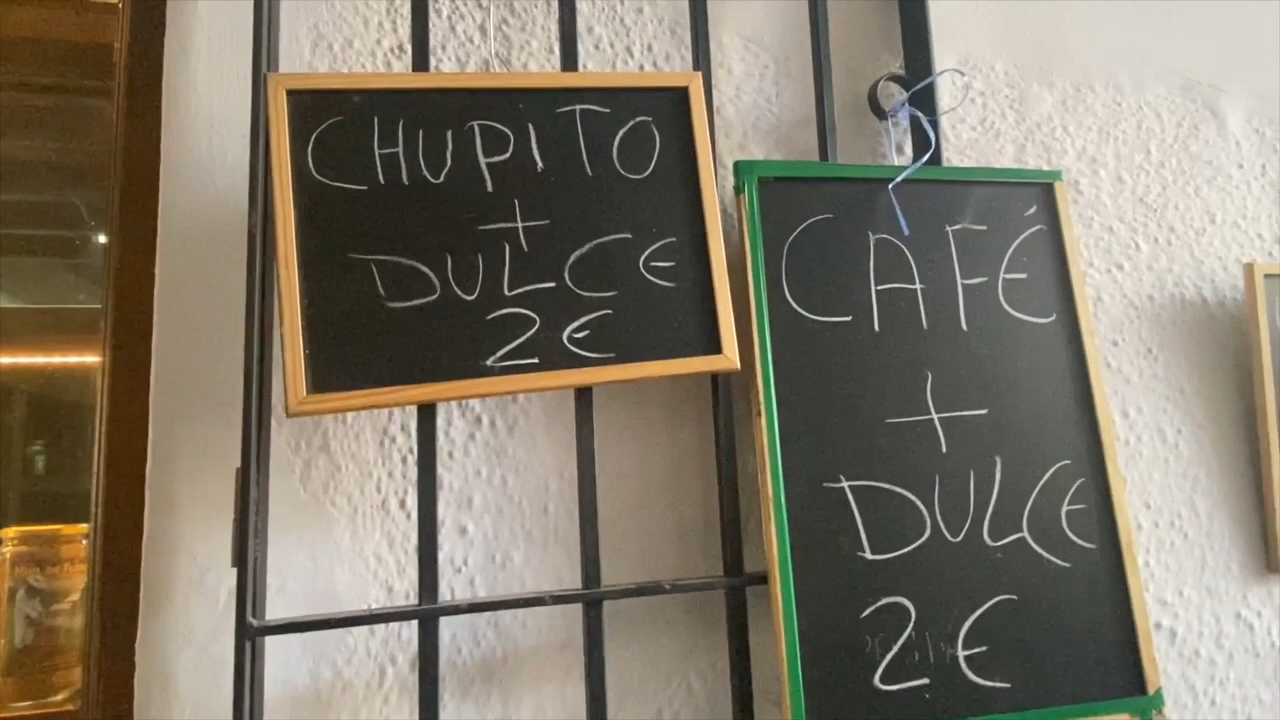 CHUPITO
+
DULCE
2€
CAFÉ
+
DULCE
2€